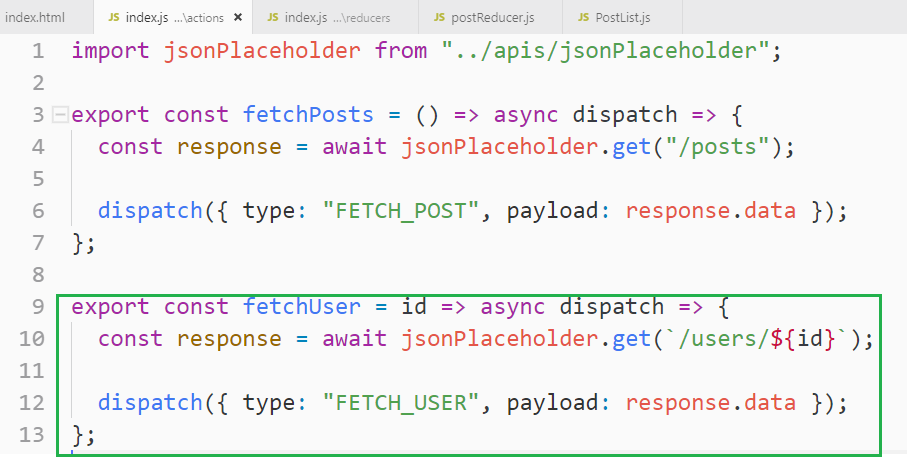 index.html JS index.js ...\actions × JS index.js ...\reducers JS postReducer.js JS PostList.js
1 import jsonPlaceholder from "../apis/jsonPlaceholder";
2
3 export const fetchPosts = () => async dispatch => {
4 const response = await jsonPlaceholder.get("/posts");
5
6 dispatch({ type: "FETCH_POST", payload: response.data });
7 };
8
9 export const fetchUser = id => async dispatch => {
10 const response = await jsonPlaceholder.get(`/users/${id}`);
11
12 dispatch({ type: "FETCH_USER", payload: response.data });
13 };